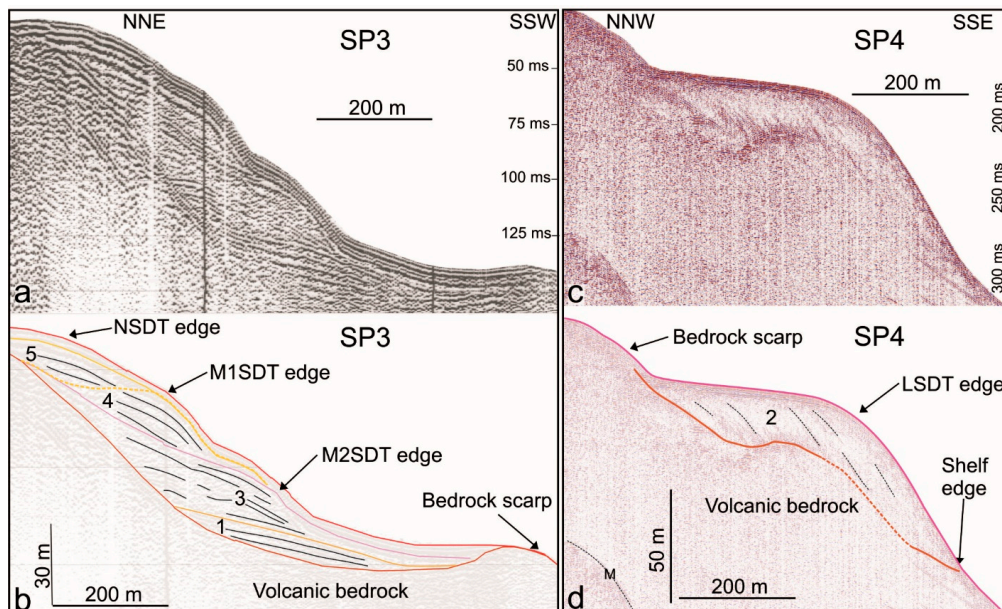 NNE SSW
SP3
50 ms
200 m
75 ms
100 ms
125 ms
a
NNW SSE
SP4
200 m
200 ms
250 ms
300 ms
c
SP3
NSDT edge
5
M1SDT edge
4
M2SDT edge
3
1
Bedrock scarp
30 m
200 m
Volcanic bedrock
b
SP4
Bedrock scarp
LSDT edge
2
Shelf
edge
Volcanic bedrock
50 m
M
200 m
d